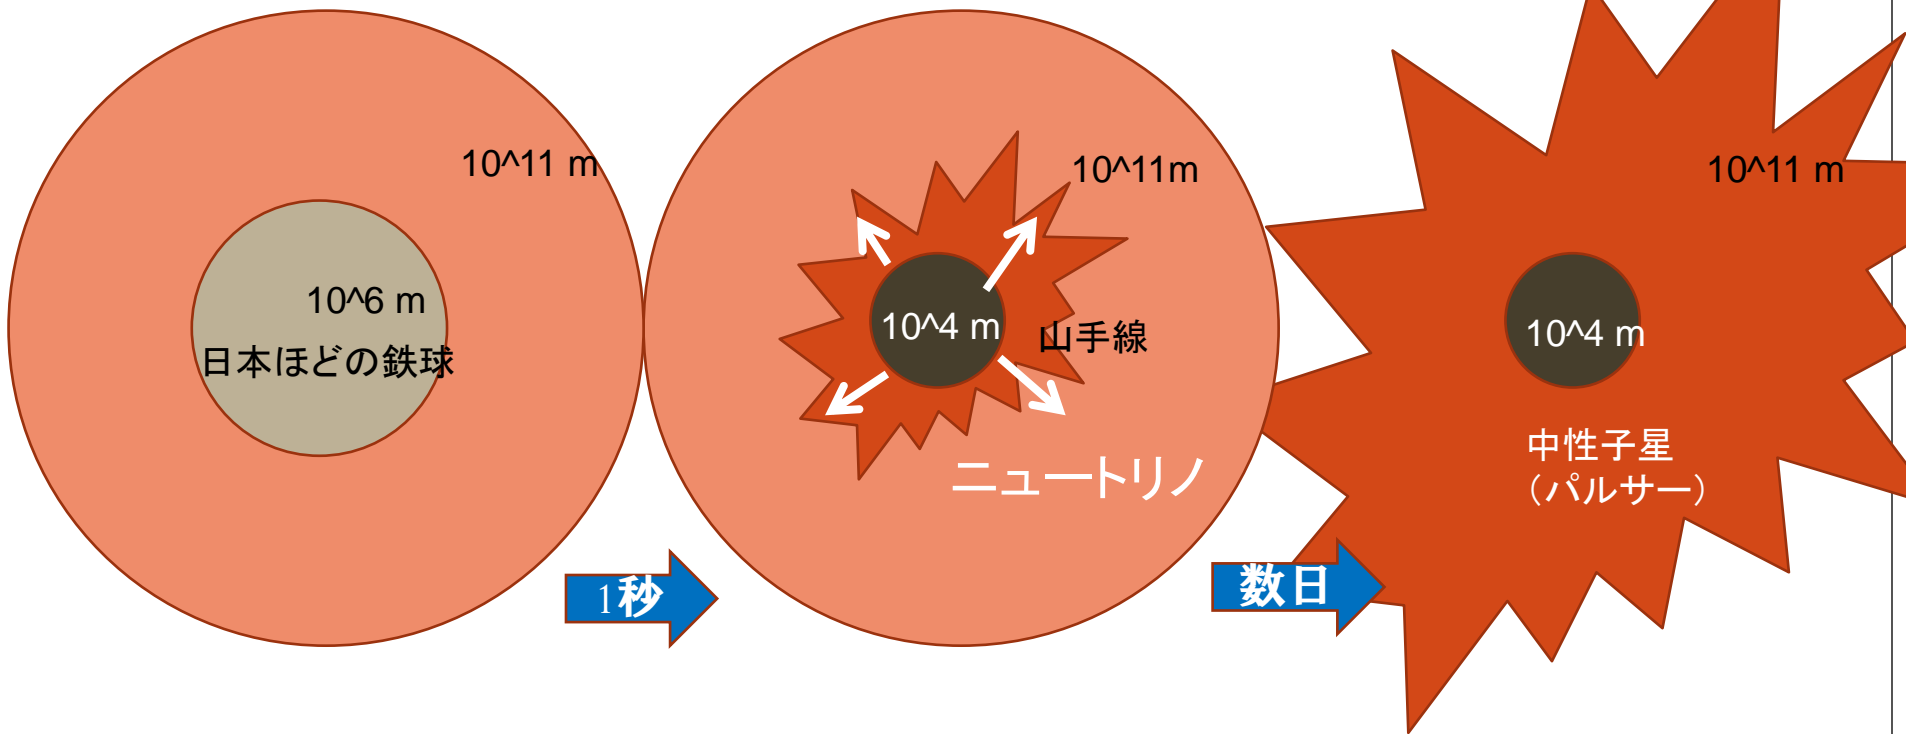 10^11 m
10^6 m
日本ほどの鉄球
1秒
10^11m
10^4 m
山手線
ニュートリノ
数日
10^11 m
10^4 m
中性子星
（パルサー）